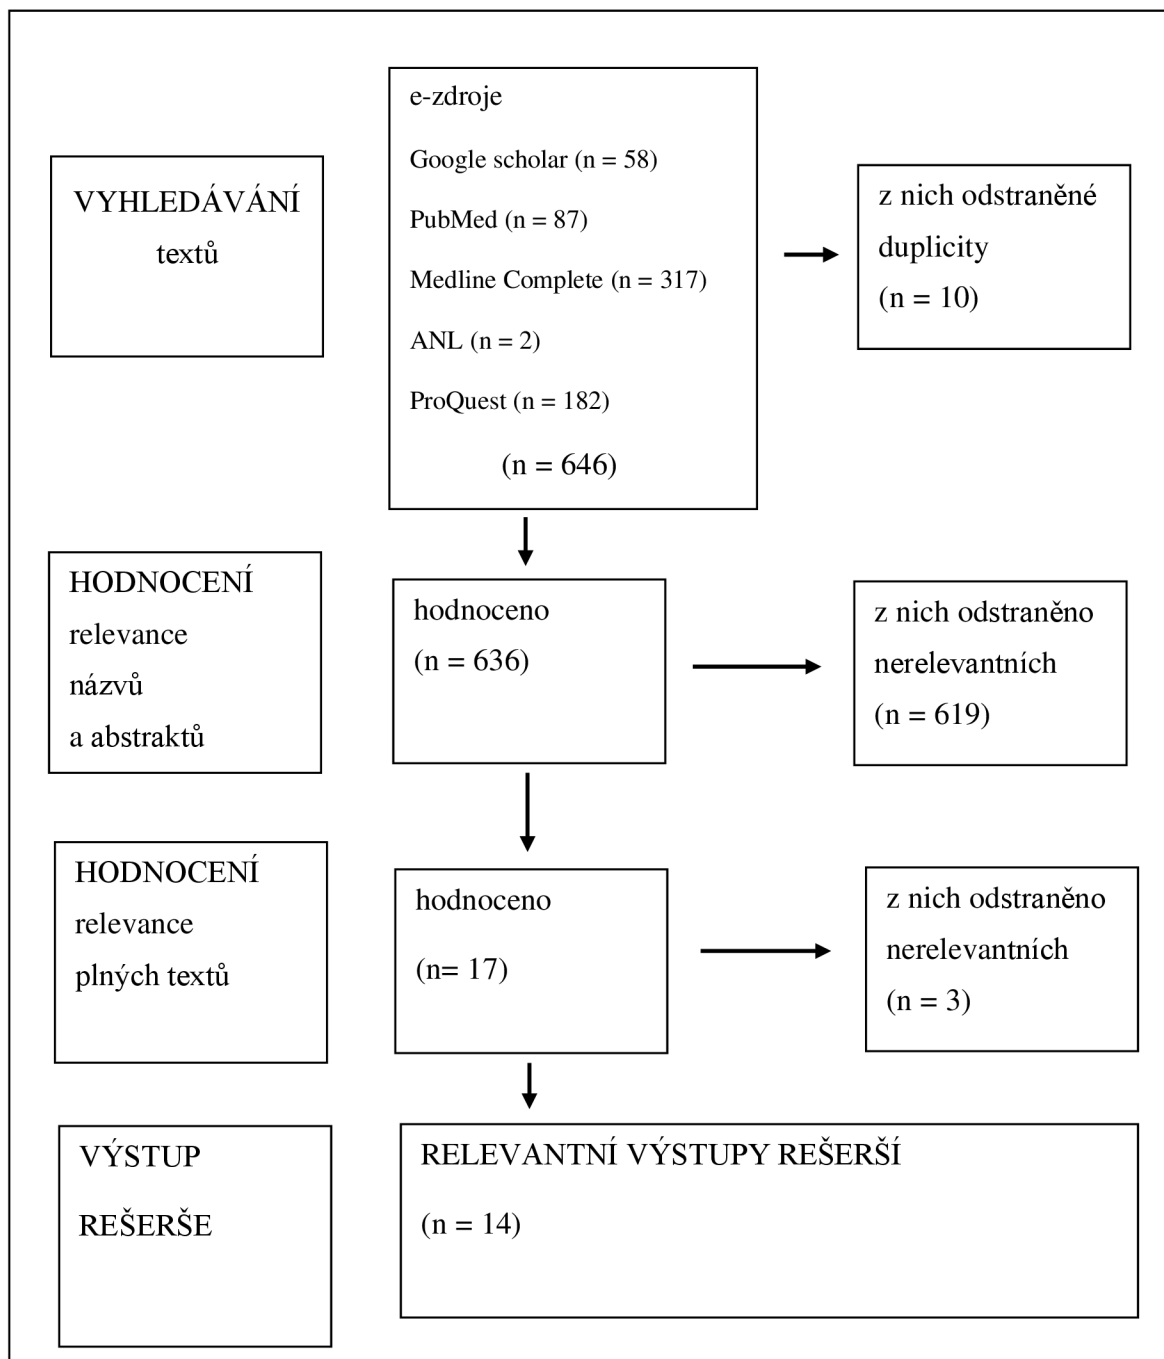 VYHLEDÁVÁNÍ
textů
e-zdroje
Google scholar (n = 58)
PubMed (n = 87)
Medline Complete (n = 317)
ANL (n = 2)
ProQuest (n = 182)
(n = 646)
z nich odstraněné
duplicity
(n = 10)
HODNOCENÍ
relevance
názvů
a abstraktů
hodnoceno
(n = 636)
z nich odstraněno
nerelevantních
(n = 619)
HODNOCENÍ
relevance
plných textů
hodnoceno
(n= 17)
z nich odstraněno
nerelevantních
(n = 3)
VÝSTUP
REŠERŠE
RELEVANTNÍ VÝSTUPY REŠERŠÍ
(n = 14)